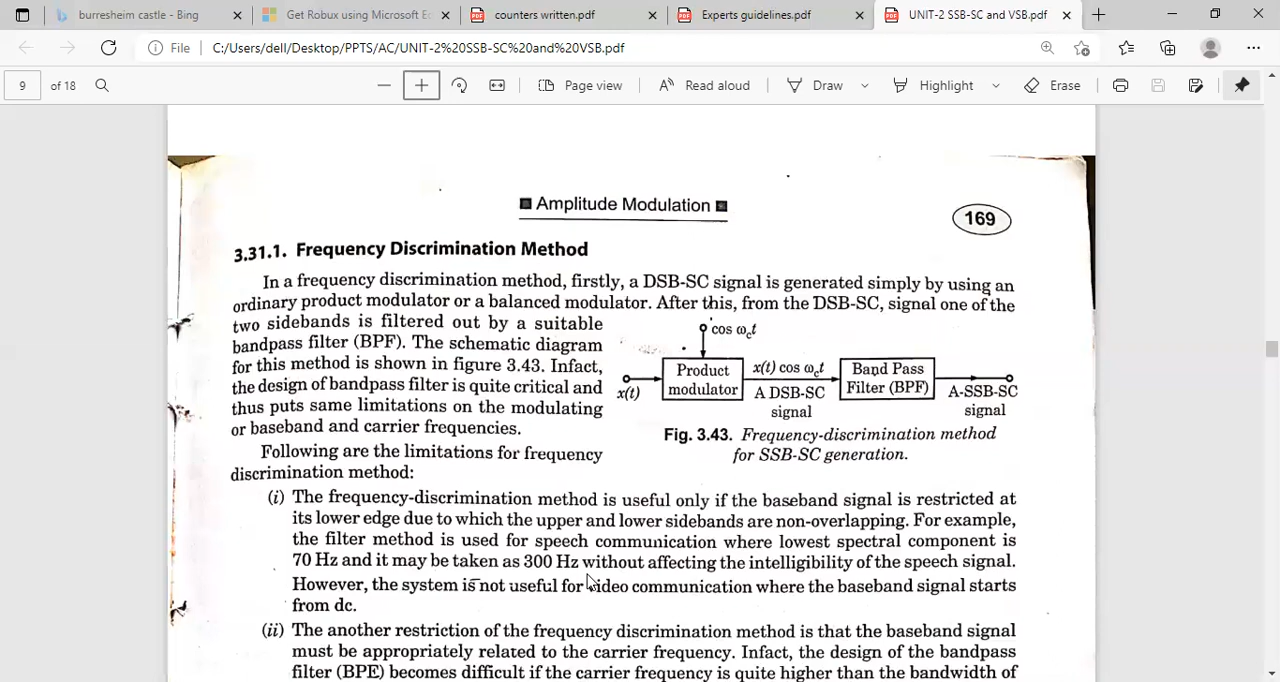 burresheim castle - Bing
Get Robux using Microsoft E
counters written.pdf
Experts guidelines.pdf
UNIT-2 SSB-SC and VSB.pdf
File
C:/Users/dell/Desktop/PPTS/AC/UNIT-2%20SSB-SC%20and%20VSB.pdf
9
of 18
Page view
Read aloud
Draw
Highlight
Erase
Amplitude Modulation
169
3.31.1. Frequency Discrimination Method
In a frequency discrimination method, firstly, a DSB-SC signal is generated simply by using an
ordinary product modulator or a balanced modulator. After this, from the DSB-SC, signal one of the
two sidebands is filtered out by a suitable
bandpass filter (BPF). The schematic diagram
for this method is shown in figure 3.43. Infact,
the design of bandpass filter is quite critical and
thus puts same limitations on the modulating
or baseband and carrier frequencies.
Following are the limitations for frequency
discrimination method:
cos ωct
x(t)
Product
modulator
x(t) cos ωct
A DSB-SC
signal
Band Pass
Filter (BPF)
A-SSB-SC
signal
Fig. 3.43. Frequency-discrimination method
for SSB-SC generation.
(i) The frequency-discrimination method is useful only if the baseband signal is restricted at
its lower edge due to which the upper and lower sidebands are non-overlapping. For example,
the filter method is used for speech communication where lowest spectral component is
70 Hz and it may be taken as 300 Hz without affecting the intelligibility of the speech signal.
However, the system is not useful for video communication where the baseband signal starts
from dc.
(ii) The another restriction of the frequency discrimination method is that the baseband signal
must be appropriately related to the carrier frequency. Infact, the design of the bandpass
filter (BPE) becomes difficult if the carrier frequency is quite higher than the bandwidth of